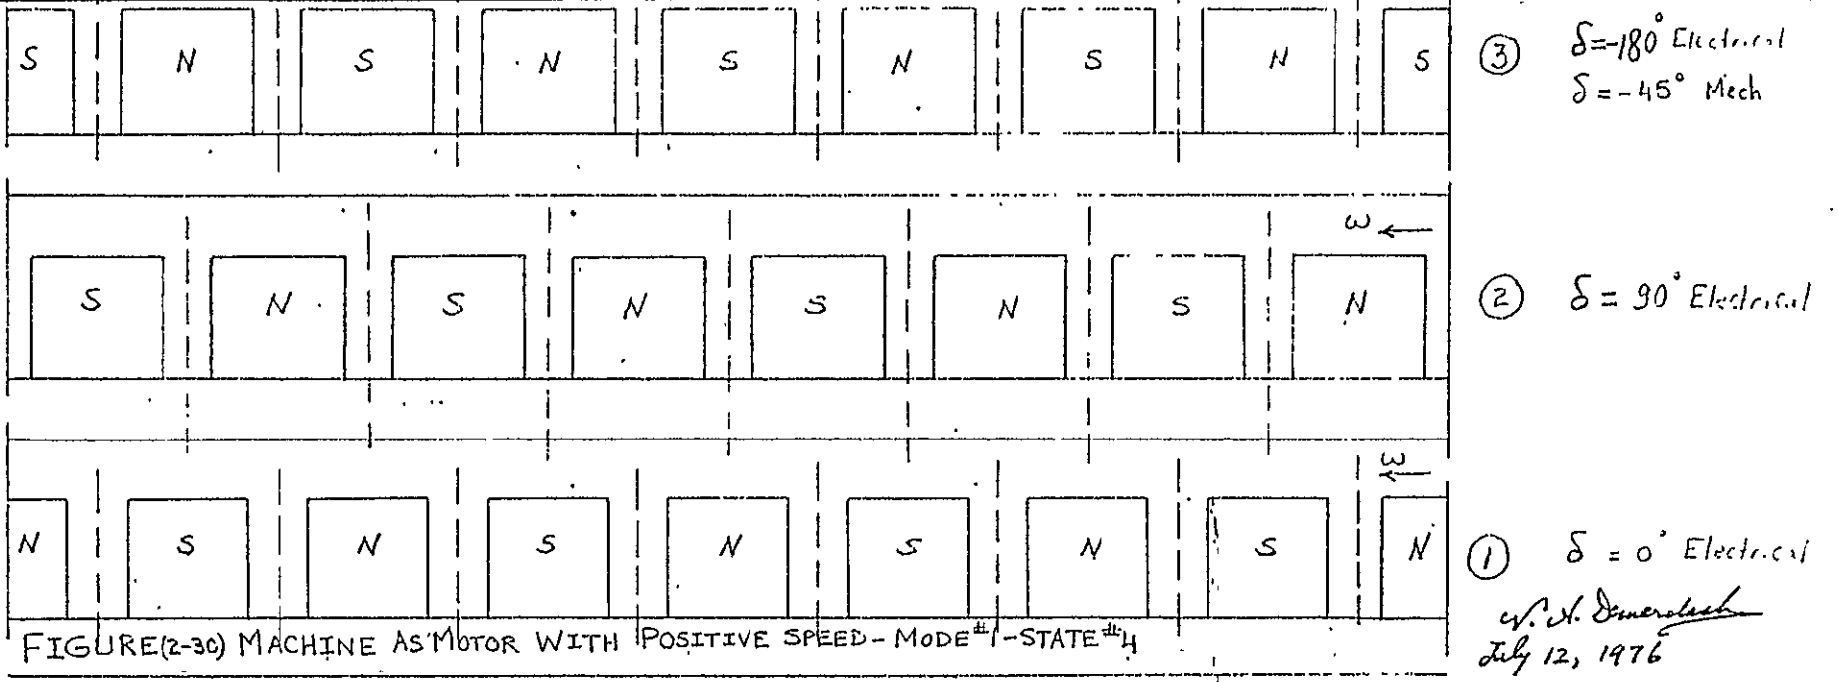 S N S N S N S N S
③ δ=-180° Electrical
δ = -45° Mech
ω
S N S N S N S N
② δ = 90° Electrical
ω
N S N S N S N S N
① δ = 0° Electrical
FIGURE(2-30) MACHINE AS MOTOR WITH POSITIVE SPEED-MODE#1-STATE#4
July 12, 1976